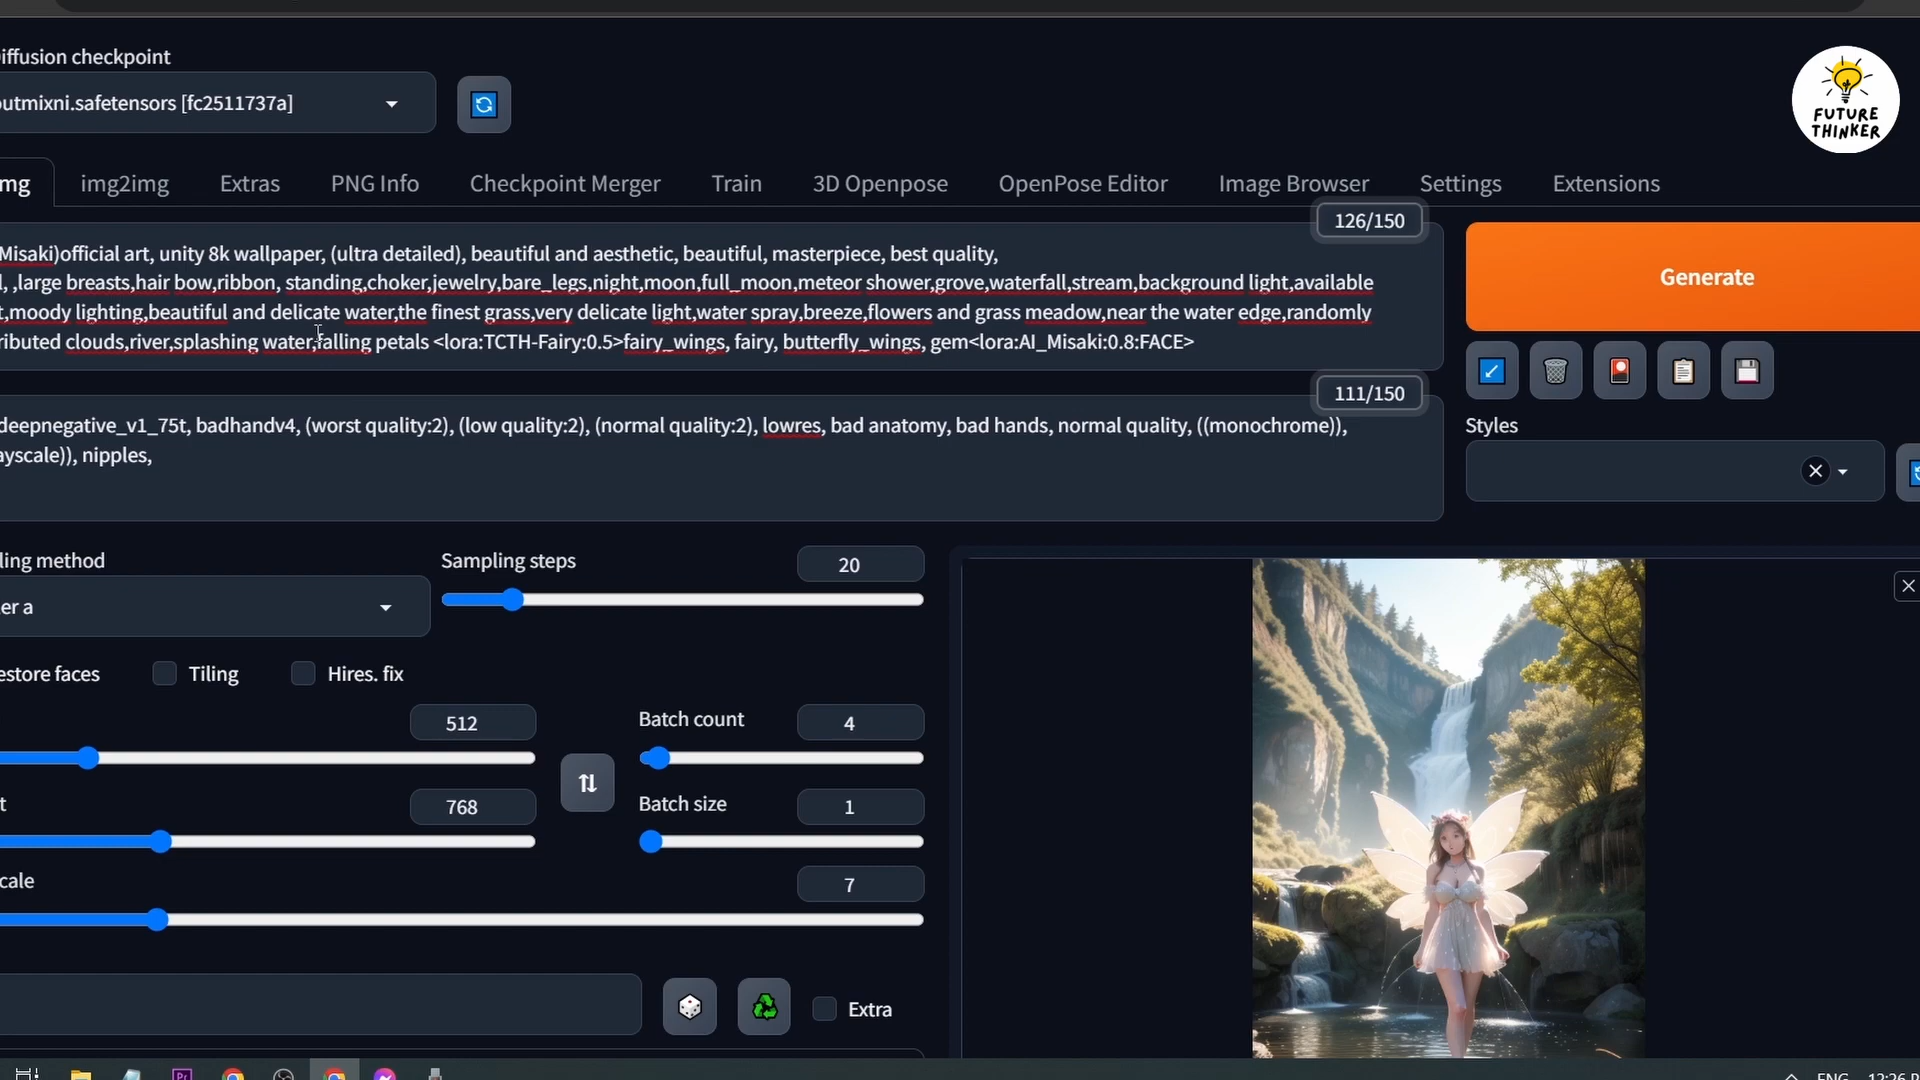 iffusion checkpoint
outmixni.safetensors [fc2511737a]
FUTURE
THINKER
mg
img2img
Extras
PNG Info
Checkpoint Merger
Train
3D Openpose
OpenPose Editor
Image Browser
Settings
Extensions
126/150
Misaki)official art, unity 8k wallpaper, (ultra detailed), beautiful and aesthetic, beautiful, masterpiece, best quality,
l, ,large breasts,hair bow,ribbon, standing,choker,jewelry,bare_legs,night,moon,full_moon,meteor shower,grove,waterfall,stream,background light,available
t,moody lighting,beautiful and delicate water,the finest grass,very delicate light,water spray,breeze,flowers and grass meadow,near the water edge,randomly
ributed clouds,river,splashing water,falling petals <lora:TCTH-Fairy:0.5>fairy_wings, fairy, butterfly_wings, gem<lora:AI_Misaki:0.8:FACE>
Generate
111/150
deepnegative_v1_75t, badhandv4, (worst quality:2), (low quality:2), (normal quality:2), lowres, bad anatomy, bad hands, normal quality, ((monochrome)),
ayscale)), nipples,
Styles
ling method
er a
Sampling steps
20
estore faces
Tiling
Hires. fix
512
Batch count
4
t
768
Batch size
1
cale
7
Extra
Pr
ENG
12:26 P